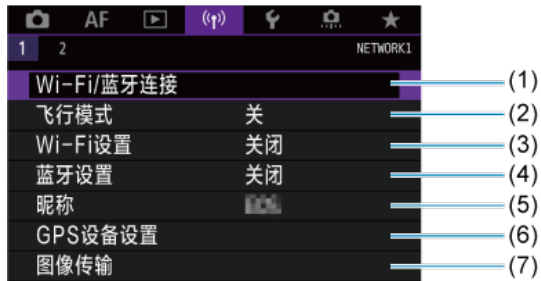 AF
1 2 NETWORK1
Wi-Fi/蓝牙连接 (1)
飞行模式 关 (2)
Wi-Fi设置 关闭 (3)
蓝牙设置 关闭 (4)
昵称 (5)
GPS设备设置 (6)
图像传输 (7)